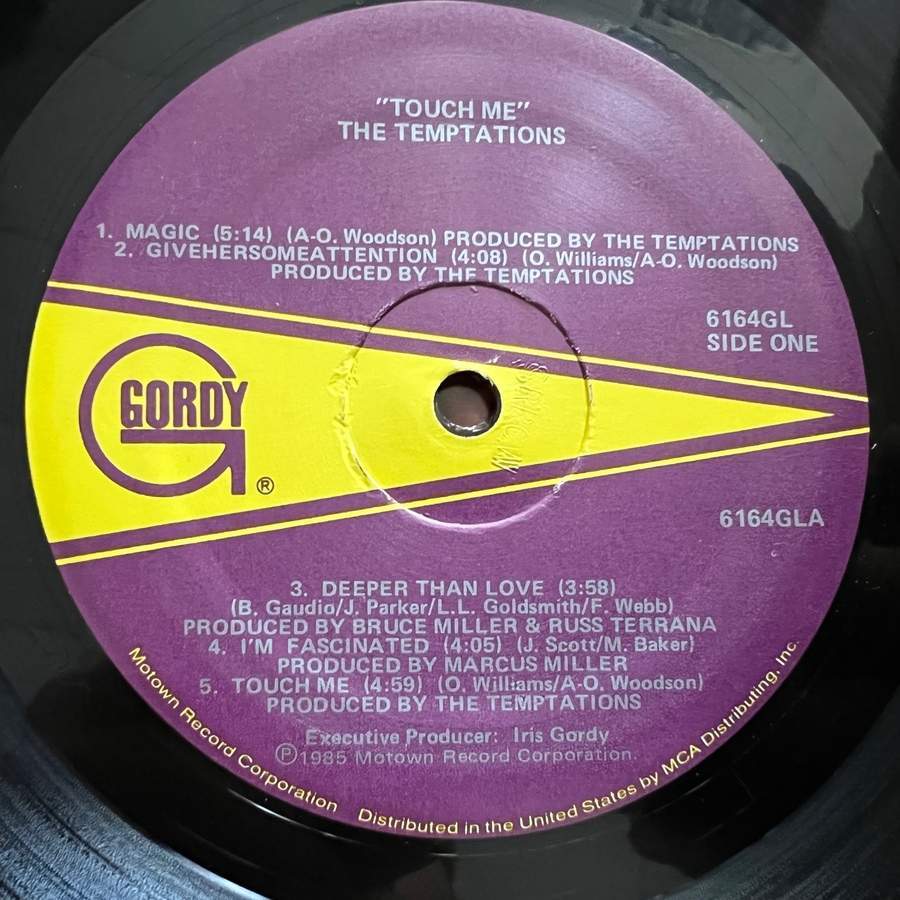 "TOUCH ME"
THE TEMPTATIONS
1. MAGIC (5:14) (A-O. Woodson) PRODUCED BY THE TEMPTATIONS
2. GIVEHERSOMEATTENTION (4:08) (O. Williams/A-O. Woodson)
PRODUCED BY THE TEMPTATIONS
6164GL
SIDE ONE
GORDY
®
6164GLA
3. DEEPER THAN LOVE (3:58)
(B. Gaudio/J. Parker/L.L. Goldsmith/F. Webb)
PRODUCED BY BRUCE MILLER & RUSS TERRANA
4. I'M FASCINATED (4:05) (J. Scott/M. Baker)
PRODUCED BY MARCUS MILLER
5. TOUCH ME (4:59) (O. Williams/A-O. Woodson)
PRODUCED BY THE TEMPTATIONS
Executive Producer: Iris Gordy
℗1985 Motown Record Corporation.
Motown Record Corporation Distributed in the United States by MCA Distributing, Inc.